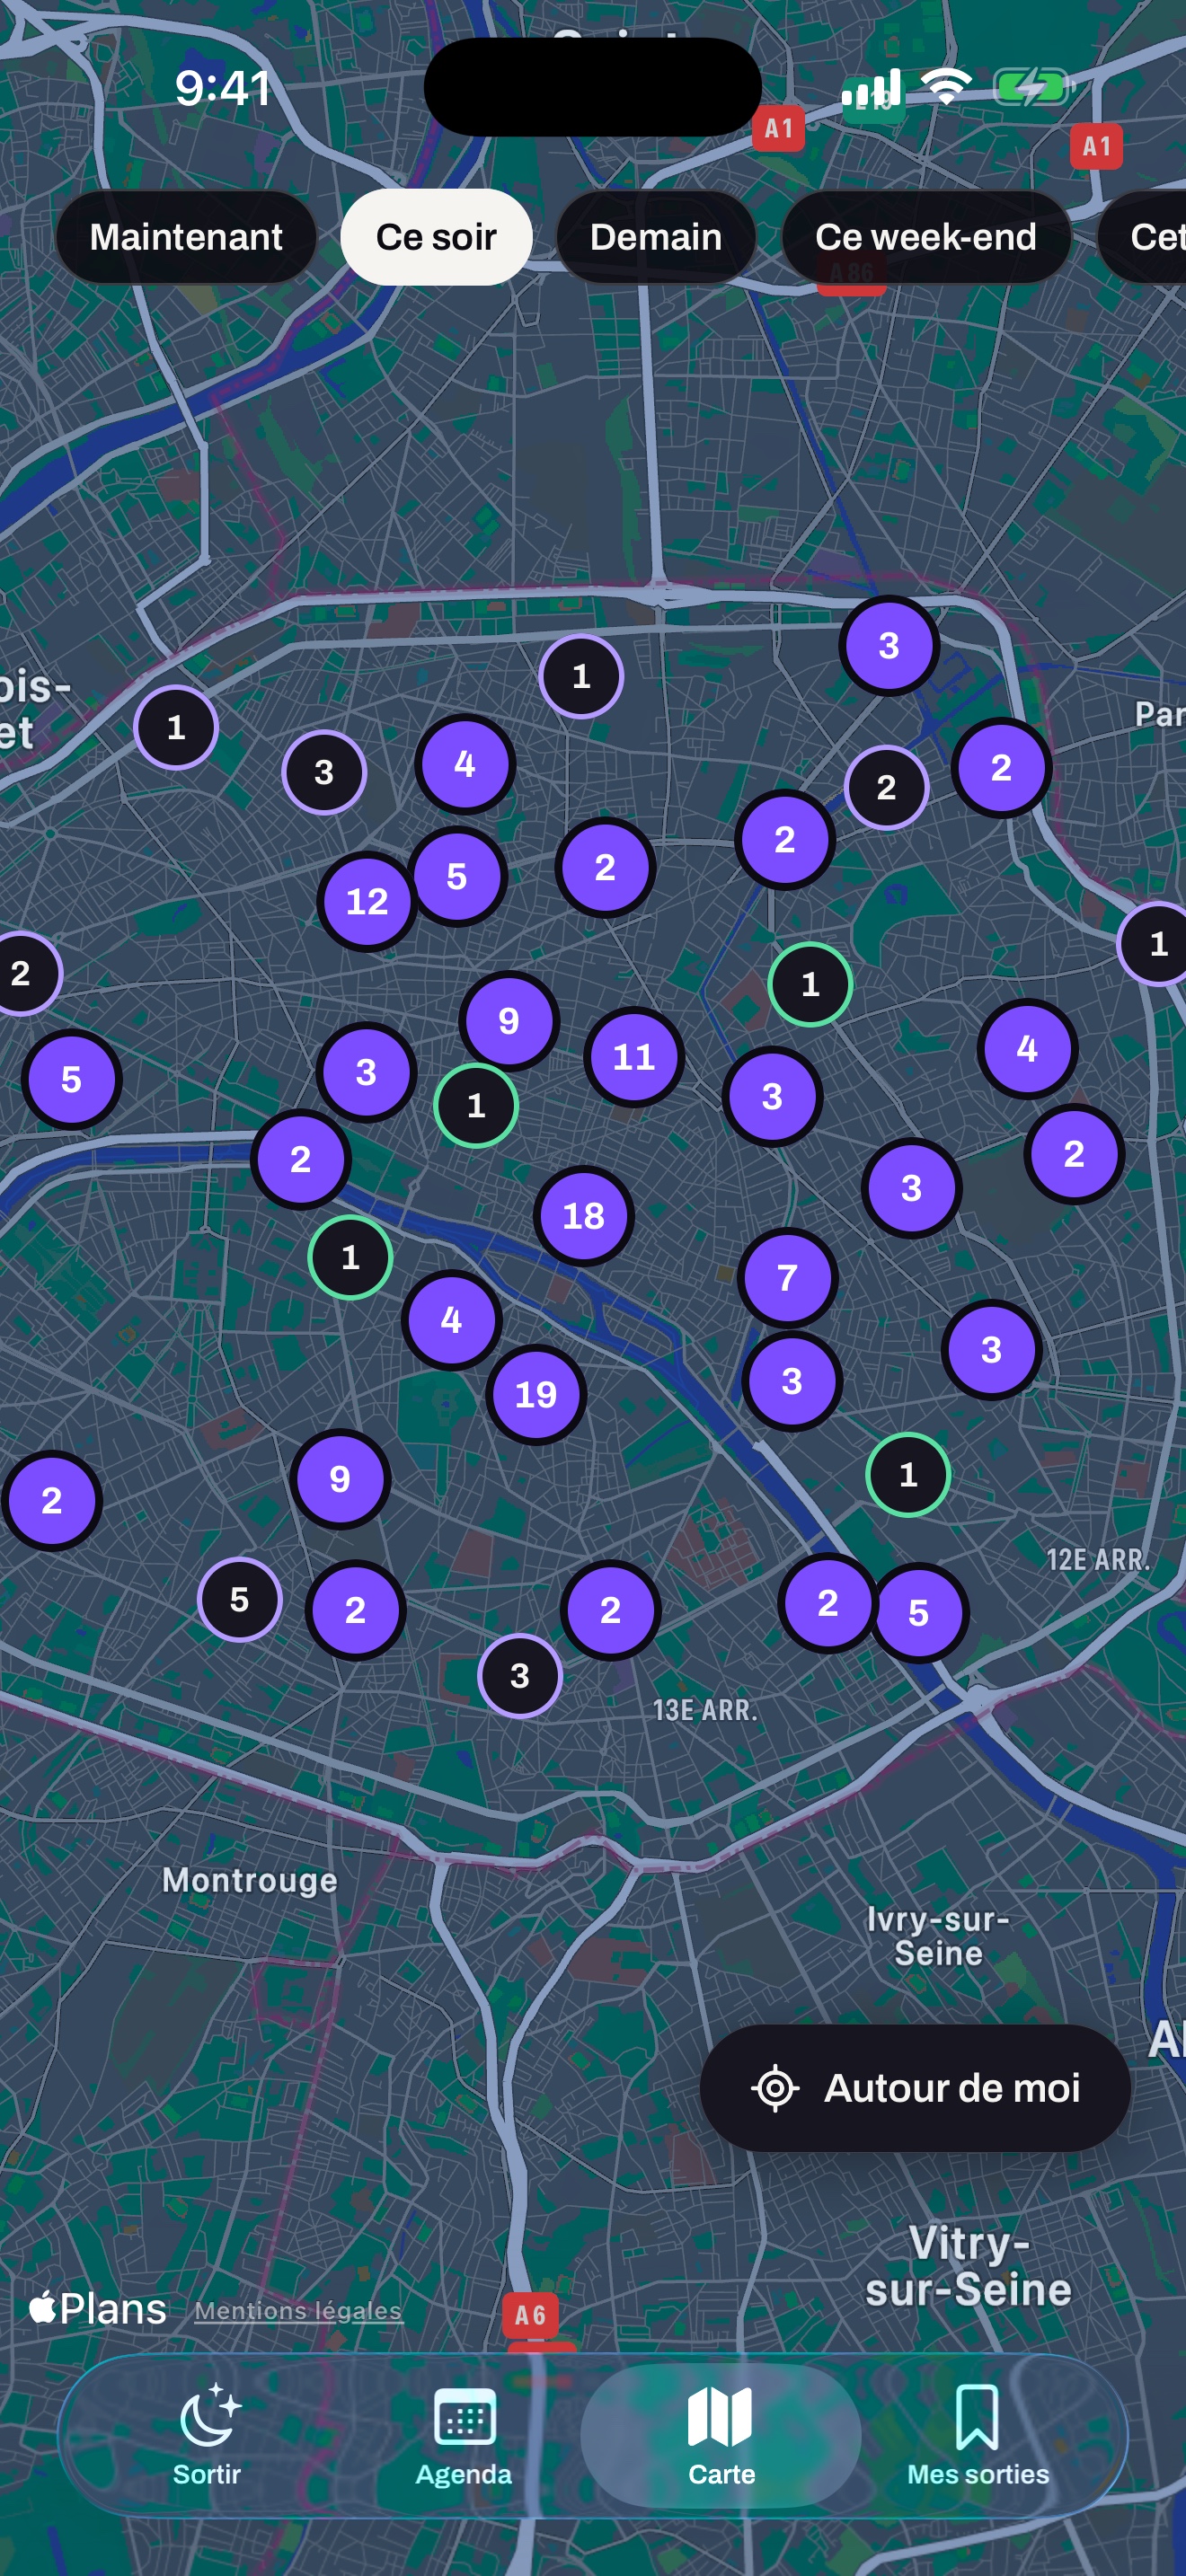 9:41
A1
A1
Maintenant
Ce soir
Demain
Ce week-end
A86
3
1
1
Par
4
3
2
2
2
5
2
12
1
2
1
9
4
11
3
5
3
1
2
2
3
18
1
7
4
3
3
19
1
9
2
12E ARR.
5
2
2
2
5
3
13E ARR.
Montrouge
Ivry-sur-
Seine
Autour de moi
Vitry-
sur-Seine
Plans
Mentions légales
A6
Sortir
Agenda
Carte
Mes sorties